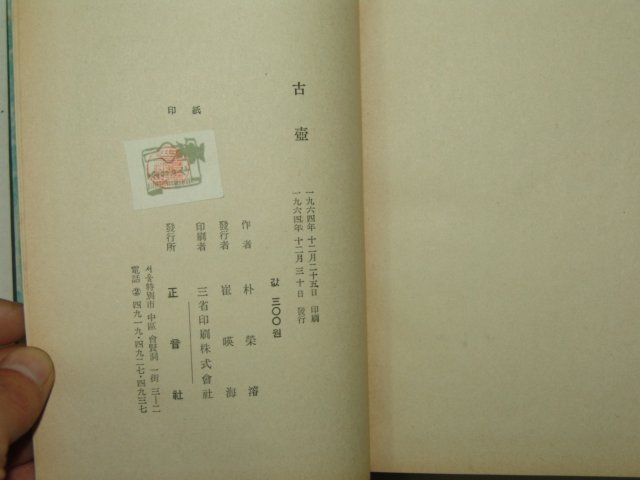 古壺
一九六四年 十二月二十五日 印刷
一九六四年 十二月三十日 發行
값 三〇〇원
作者 朴榮濬
發行者 崔暎海
印刷者 三省印刷株式會社
發行所 正音社
서울特別市 中區 會賢洞 一街 三―二
電話 ② 四九一九・四九二七・四九三七
印紙